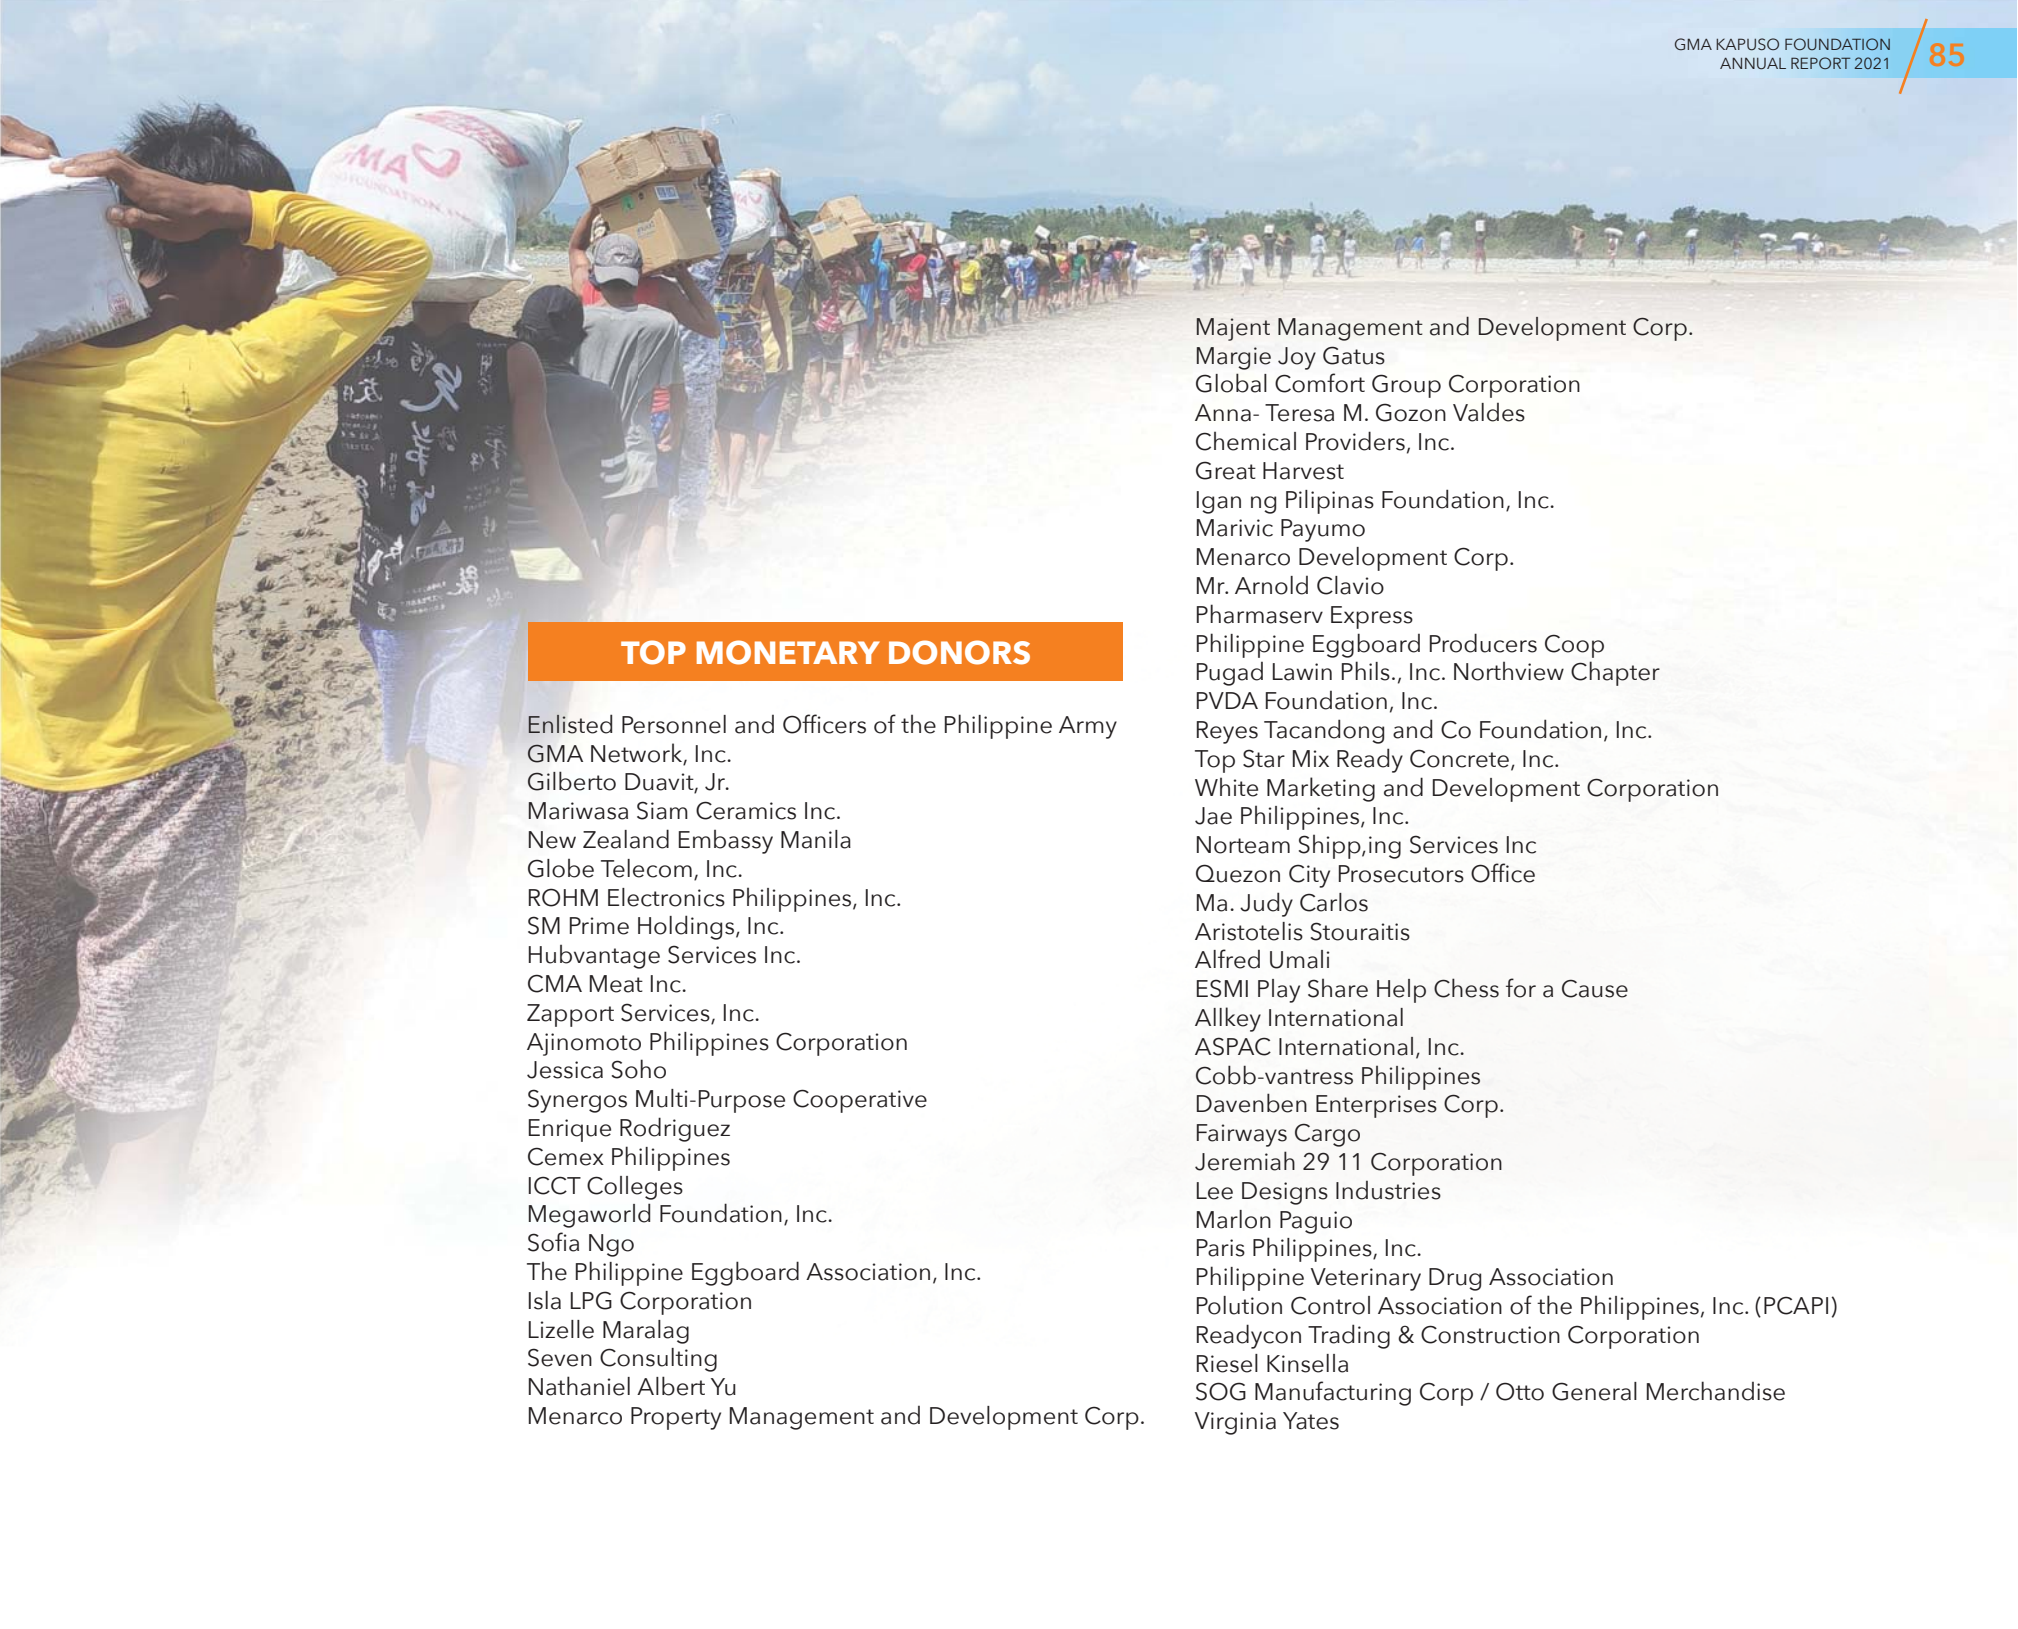 GMA KAPUSO FOUNDATION
ANNUAL REPORT 2021
85
TOP MONETARY DONORS
Enlisted Personnel and Officers of the Philippine Army
GMA Network, Inc.
Gilberto Duavit, Jr.
Mariwasa Siam Ceramics Inc.
New Zealand Embassy Manila
Globe Telecom, Inc.
ROHM Electronics Philippines, Inc.
SM Prime Holdings, Inc.
Hubvantage Services Inc.
CMA Meat Inc.
Zapport Services, Inc.
Ajinomoto Philippines Corporation
Jessica Soho
Synergos Multi-Purpose Cooperative
Enrique Rodriguez
Cemex Philippines
ICCT Colleges
Megaworld Foundation, Inc.
Sofia Ngo
The Philippine Eggboard Association, Inc.
Isla LPG Corporation
Lizelle Maralag
Seven Consulting
Nathaniel Albert Yu
Menarco Property Management and Development Corp.
Majent Management and Development Corp.
Margie Joy Gatus
Global Comfort Group Corporation
Anna- Teresa M. Gozon Valdes
Chemical Providers, Inc.
Great Harvest
Igan ng Pilipinas Foundation, Inc.
Marivic Payumo
Menarco Development Corp.
Mr. Arnold Clavio
Pharmaserv Express
Philippine Eggboard Producers Coop
Pugad Lawin Phils., Inc. Northview Chapter
PVDA Foundation, Inc.
Reyes Tacandong and Co Foundation, Inc.
Top Star Mix Ready Concrete, Inc.
White Marketing and Development Corporation
Jae Philippines, Inc.
Norteam Shipp,ing Services Inc
Quezon City Prosecutors Office
Ma. Judy Carlos
Aristotelis Stouraitis
Alfred Umali
ESMI Play Share Help Chess for a Cause
Allkey International
ASPAC International, Inc.
Cobb-vantress Philippines
Davenben Enterprises Corp.
Fairways Cargo
Jeremiah 29 11 Corporation
Lee Designs Industries
Marlon Paguio
Paris Philippines, Inc.
Philippine Veterinary Drug Association
Polution Control Association of the Philippines, Inc. (PCAPI)
Readycon Trading & Construction Corporation
Riesel Kinsella
SOG Manufacturing Corp / Otto General Merchandise
Virginia Yates